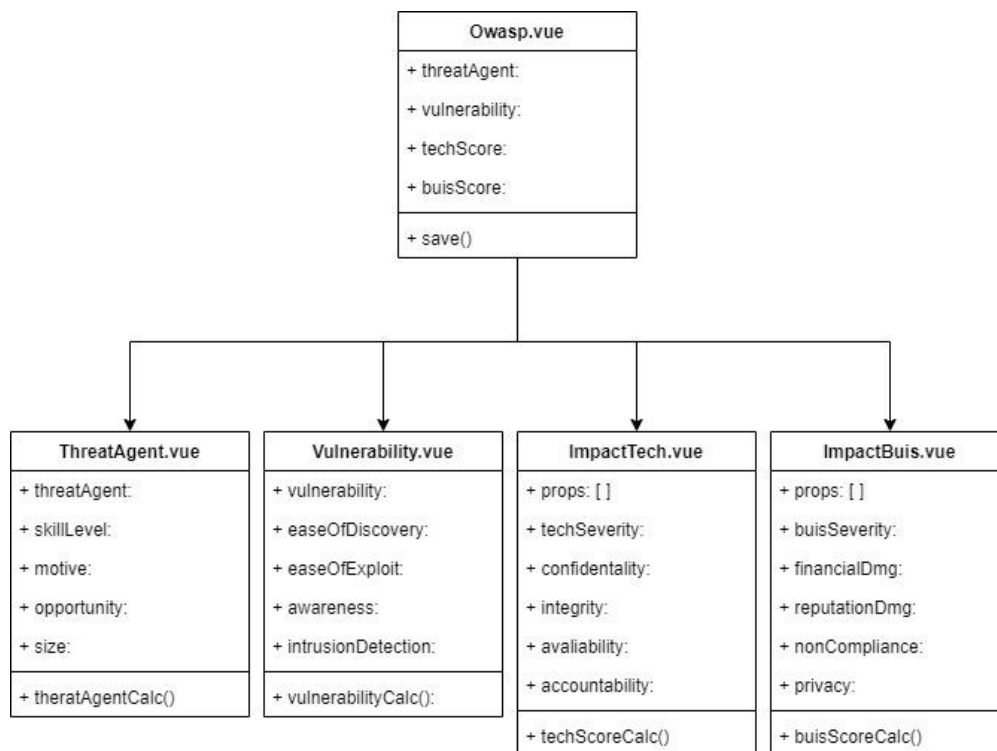 Owasp.vue
+ threatAgent:
+ vulnerability:
+ techScore:
+ buisScore:
+ save()
ThreatAgent.vue
+ threatAgent:
+ skillLevel:
+ motive:
+ opportunity:
+ size:
+ theratAgentCalc()
Vulnerability.vue
+ vulnerability:
+ easeOfDiscovery:
+ easeOfExploit:
+ awareness:
+ intrusionDetection:
+ vulnerabilityCalc():
ImpactTech.vue
+ props: [ ]
+ techSeverity:
+ confidentality:
+ integrity:
+ avaliability:
+ accountability:
+ techScoreCalc()
ImpactBuis.vue
+ props: [ ]
+ buisSeverity:
+ financialDmg:
+ reputationDmg:
+ nonCompliance:
+ privacy:
+ buisScoreCalc()